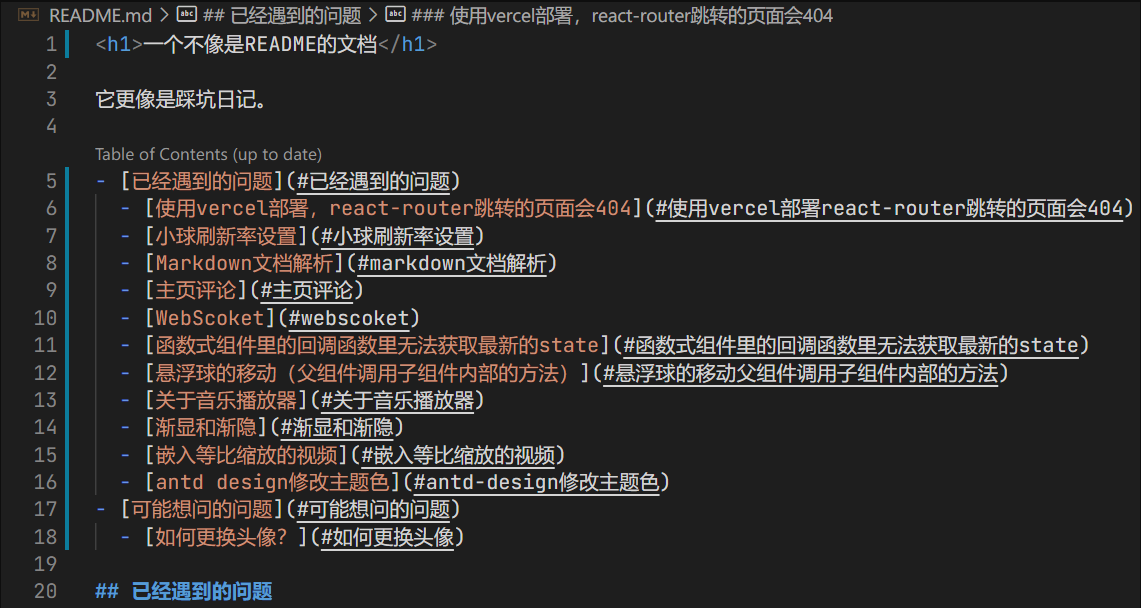 README.md > ## 已经遇到的问题 > ### 使用vercel部署，react-router跳转的页面会404
1 <h1>一个不像是README的文档</h1>
2
3 它更像是踩坑日记。
4
Table of Contents (up to date)
5 - [已经遇到的问题](#已经遇到的问题)
6 - [使用vercel部署，react-router跳转的页面会404](#使用vercel部署react-router跳转的页面会404)
7 - [小球刷新率设置](#小球刷新率设置)
8 - [Markdown文档解析](#markdown文档解析)
9 - [主页评论](#主页评论)
10 - [WebScoket](#webscoket)
11 - [函数式组件里的回调函数里无法获取最新的state](#函数式组件里的回调函数里无法获取最新的state)
12 - [悬浮球的移动（父组件调用子组件内部的方法）](#悬浮球的移动父组件调用子组件内部的方法)
13 - [关于音乐播放器](#关于音乐播放器)
14 - [渐显和渐隐](#渐显和渐隐)
15 - [嵌入等比缩放的视频](#嵌入等比缩放的视频)
16 - [antd design修改主题色](#antd-design修改主题色)
17 - [可能想问的问题](#可能想问的问题)
18 - [如何更换头像？](#如何更换头像)
19
20 ## 已经遇到的问题